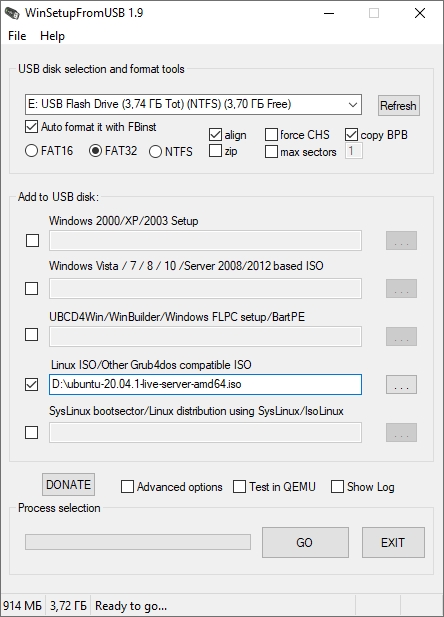 WinSetupFromUSB 1.9
File Help
USB disk selection and format tools
E: USB Flash Drive (3,74 ГБ Tot) (NTFS) (3,70 ГБ Free)
Refresh
Auto format it with FBinst
align
force CHS
copy BPB
FAT16
FAT32
NTFS
zip
max sectors
1
Add to USB disk:
Windows 2000/XP/2003 Setup
...
Windows Vista / 7 / 8 / 10 /Server 2008/2012 based ISO
...
UBCD4Win/WinBuilder/Windows FLPC setup/BartPE
...
Linux ISO/Other Grub4dos compatible ISO
D:\ubuntu-20.04.1-live-server-amd64.iso
...
SysLinux bootsector/Linux distribution using SysLinux/IsoLinux
...
DONATE
Advanced options
Test in QEMU
Show Log
Process selection
GO
EXIT
914 МБ
3,72 ГБ
Ready to go...